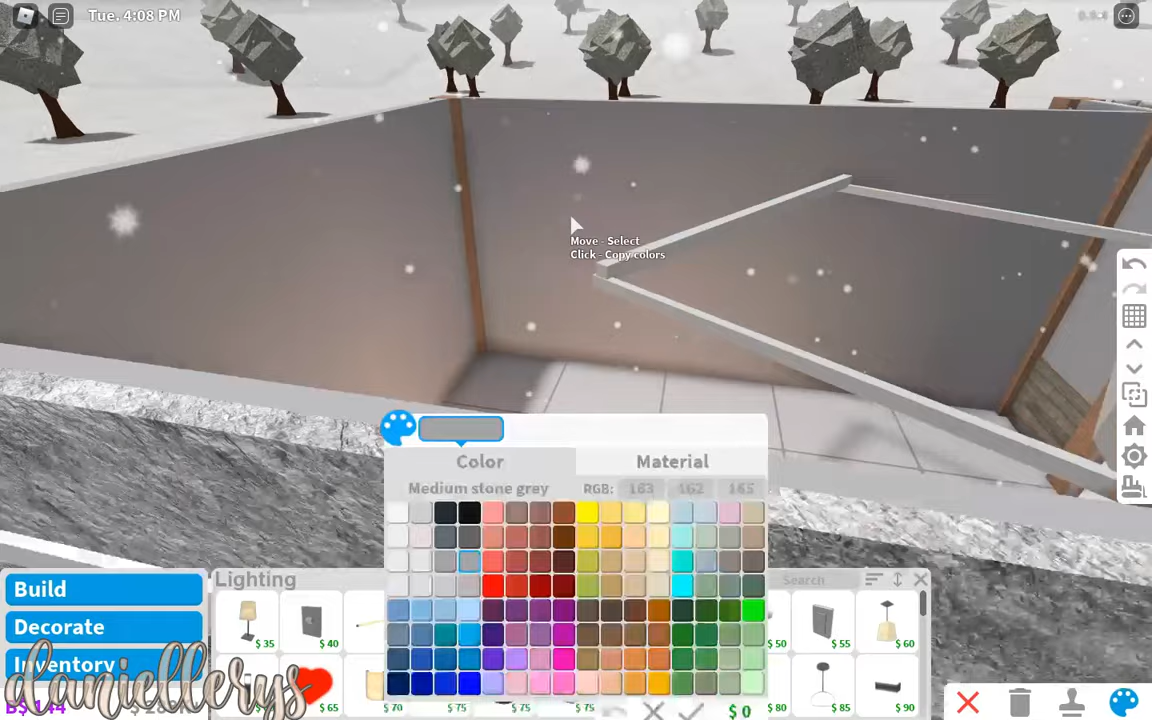 Tue. 4:08 PM
Move - Select
Click - Copy colors
Color
Material
Medium stone grey
RGB: 163 162 165
Build
Lighting
Search
Decorate
$ 35
$ 40
$ 50
$ 55
$ 60
Inventory
daniellerys
$ 65
$ 70
$ 75
$ 75
$ 75
$ 80
$ 85
$ 90
$ 0